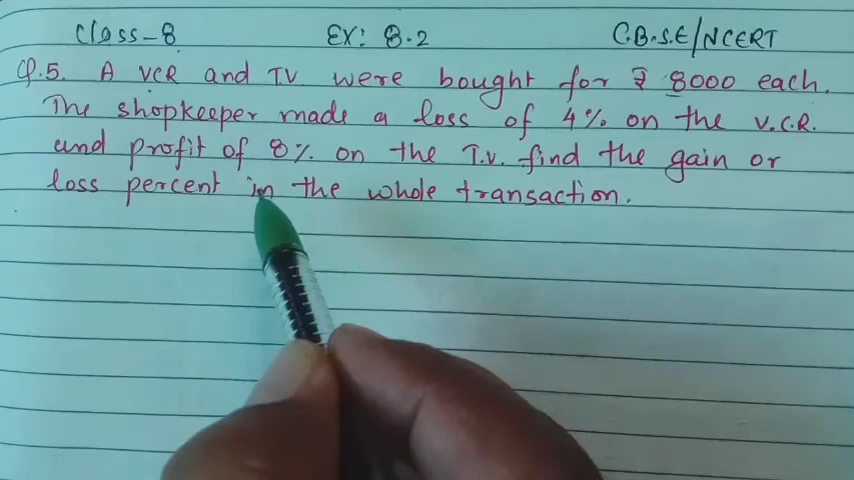 Class-8 EX: 8.2 C.B.S.E/NCERT
Q.5. A VCR and TV were bought for ₹ 8000 each.
The shopkeeper made a loss of 4% on the V.C.R.
and profit of 8% on the T.V. find the gain or
loss percent in the whole transaction.